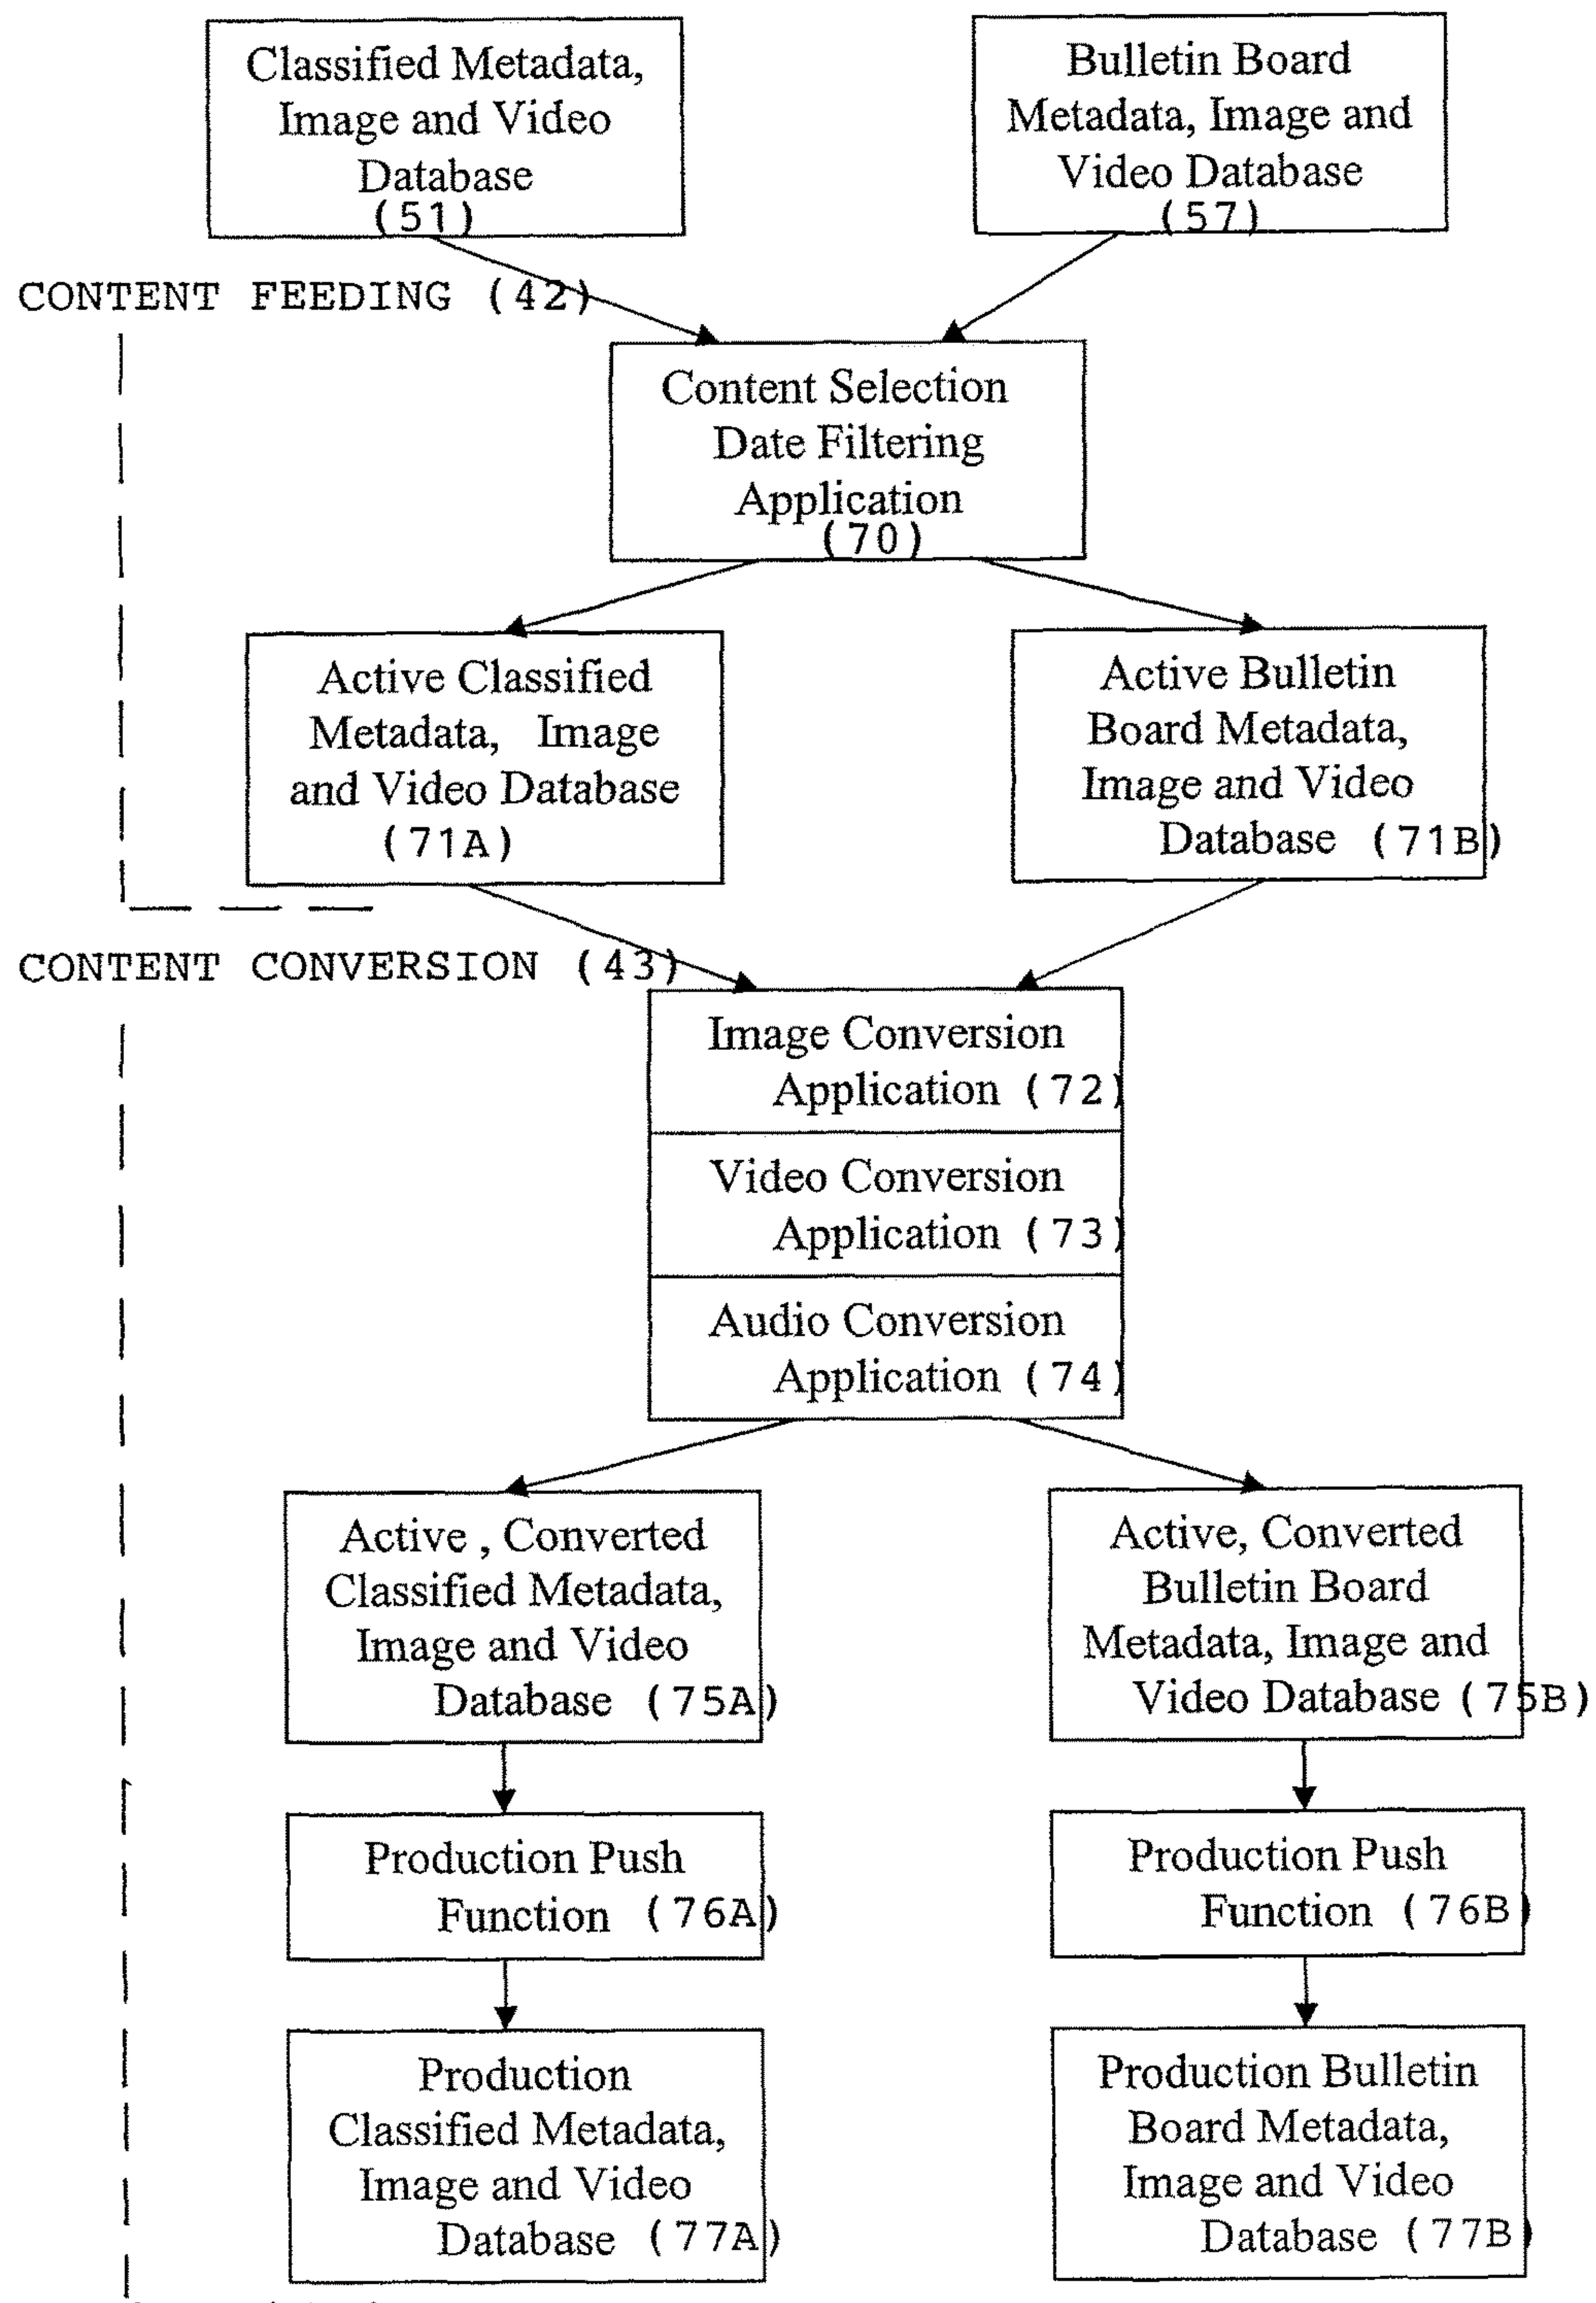 Classified Metadata,
Image and Video
Database
(51)
Bulletin Board
Metadata, Image and
Video Database
(57)
CONTENT FEEDING (42)
Content Selection
Date Filtering
Application
(70)
Active Classified
Metadata, Image
and Video Database
(71A)
Active Bulletin
Board Metadata,
Image and Video
Database (71B)
CONTENT CONVERSION (43)
Image Conversion
Application (72)
Video Conversion
Application (73)
Audio Conversion
Application (74)
Active , Converted
Classified Metadata,
Image and Video
Database (75A)
Active, Converted
Bulletin Board
Metadata, Image and
Video Database (75B)
Production Push
Function (76A)
Production Push
Function (76B)
Production
Classified Metadata,
Image and Video
Database (77A)
Production Bulletin
Board Metadata,
Image and Video
Database (77B)